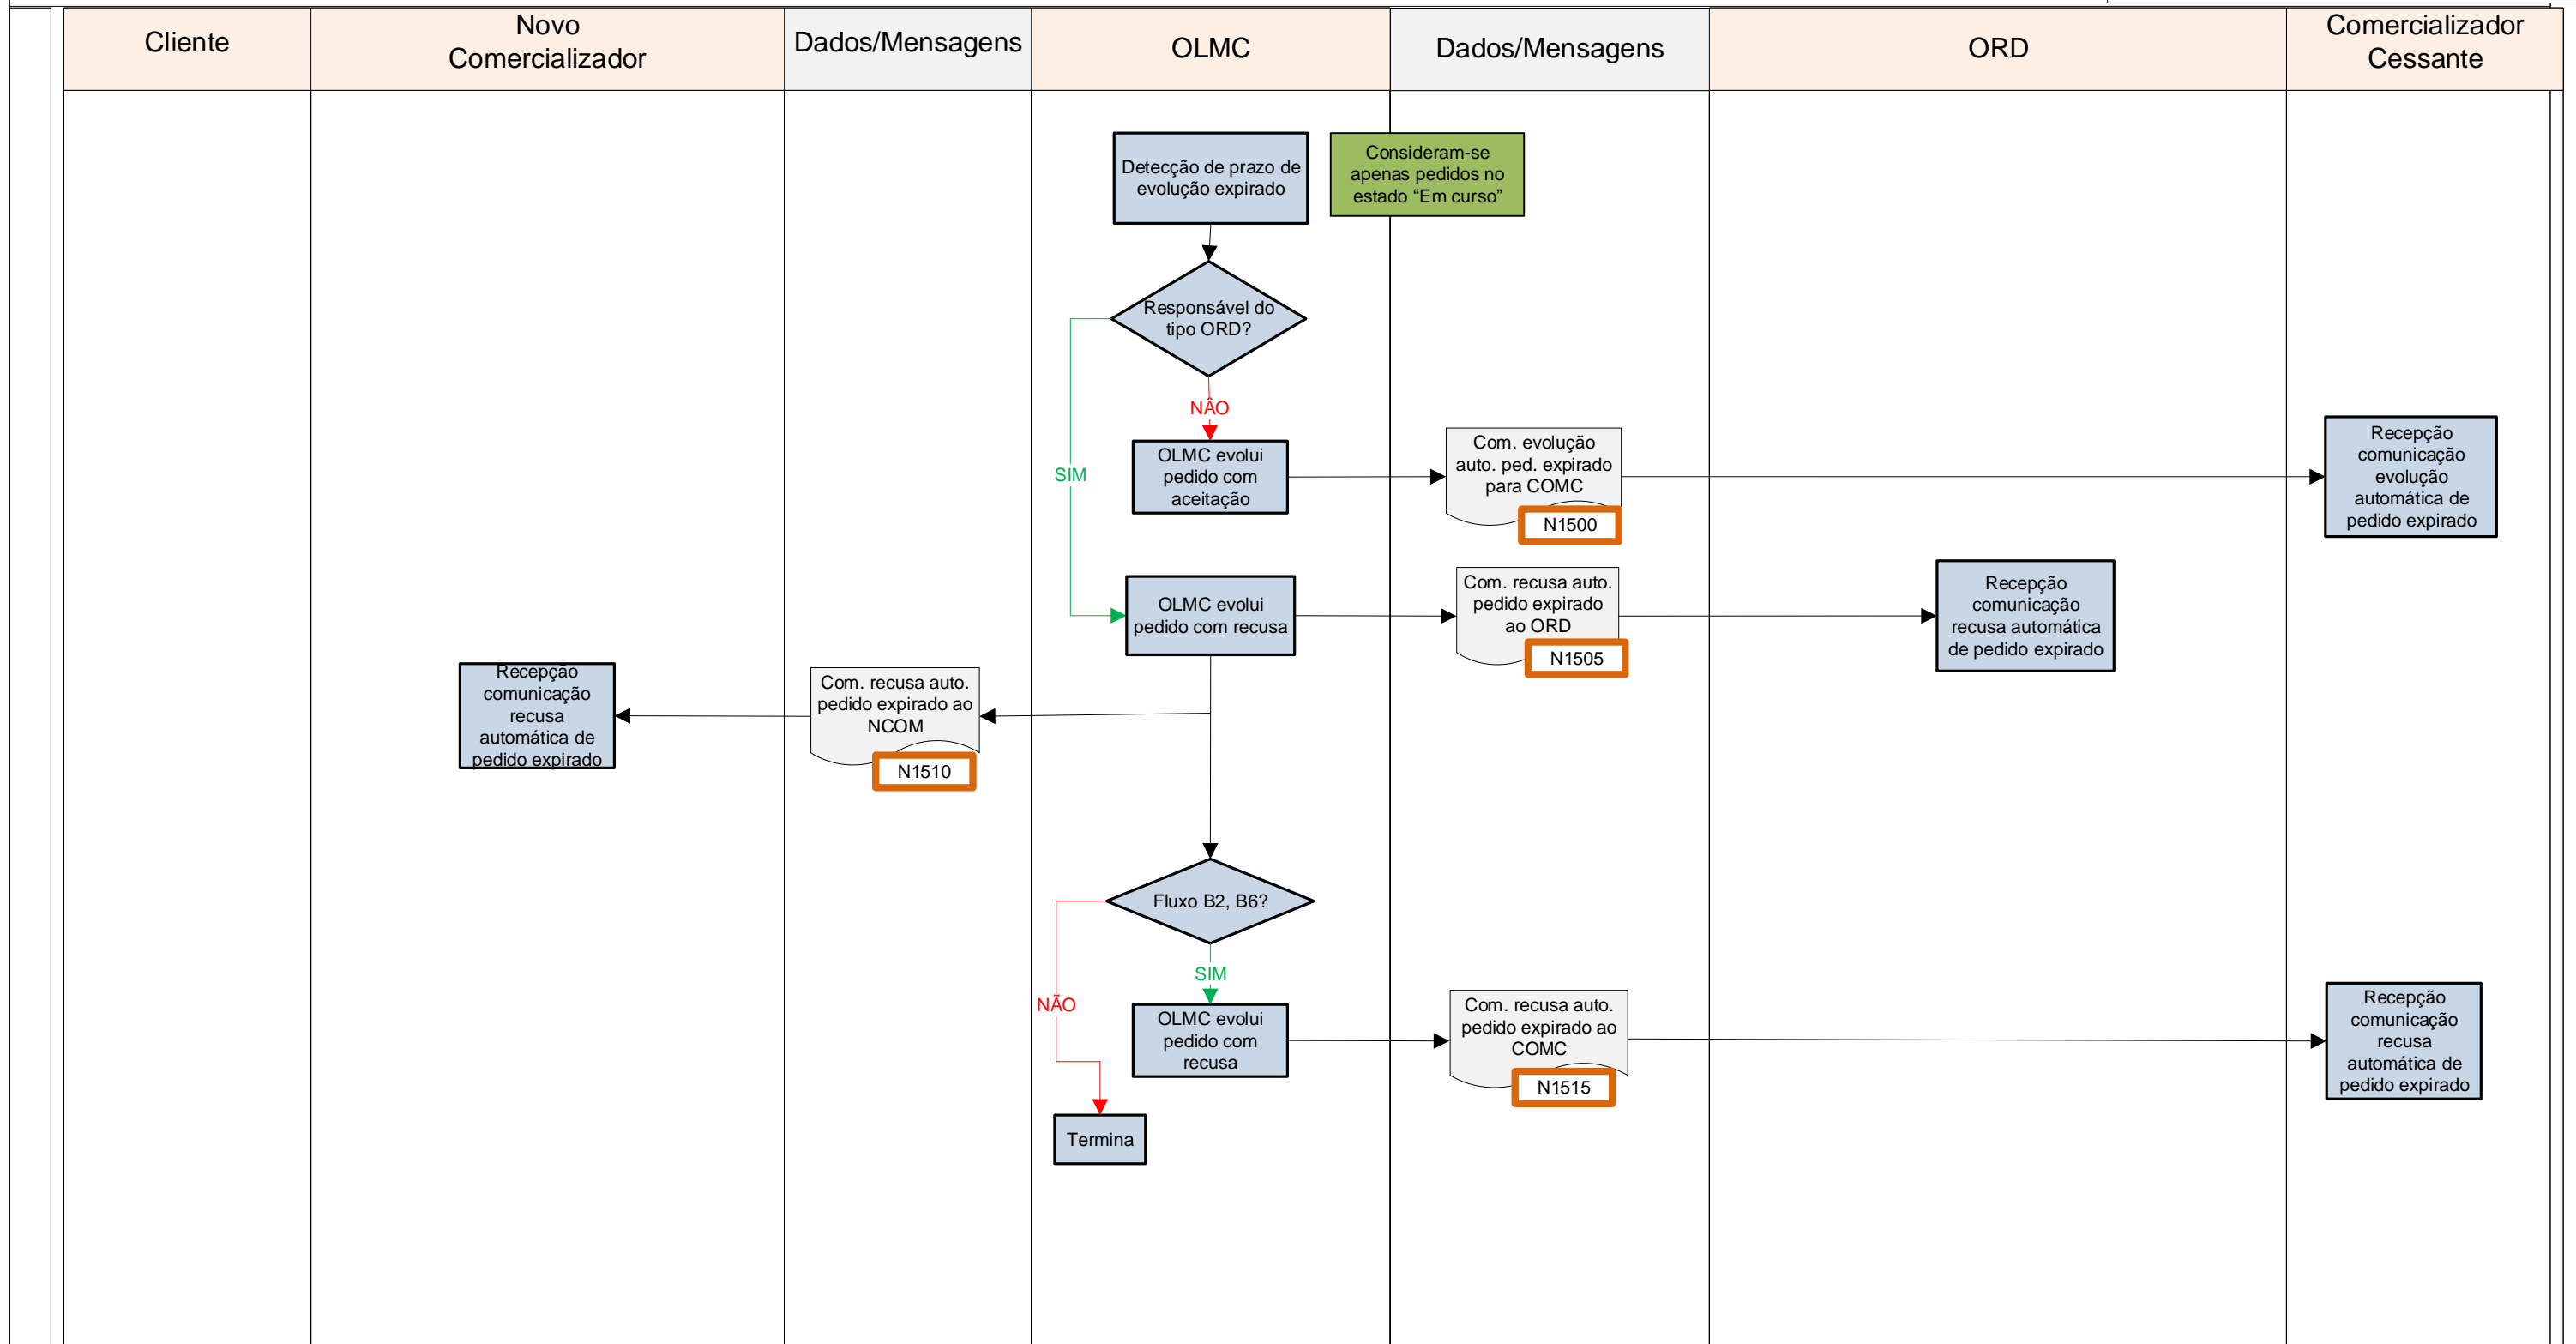 Cliente
Novo
Comercializador
Dados/Mensagens
OLMC
Dados/Mensagens
ORD
Comercializador
Cessante
Detecção de prazo de
evolução expirado
Consideram-se
apenas pedidos no
estado “Em curso”
Responsável do
tipo ORD?
NÂO
SIM
OLMC evolui
pedido com
aceitação
Com. evolução
auto. ped. expirado
para COMC
N1500
Recepção
comunicação
evolução
automática de
pedido expirado
OLMC evolui
pedido com recusa
Com. recusa auto.
pedido expirado
ao ORD
N1505
Recepção
comunicação
recusa automática
de pedido expirado
Recepção
comunicação
recusa
automática de
pedido expirado
Com. recusa auto.
pedido expirado ao
NCOM
N1510
Fluxo B2, B6?
SIM
NÃO
OLMC evolui
pedido com
recusa
Com. recusa auto.
pedido expirado ao
COMC
N1515
Recepção
comunicação
recusa
automática de
pedido expirado
Termina